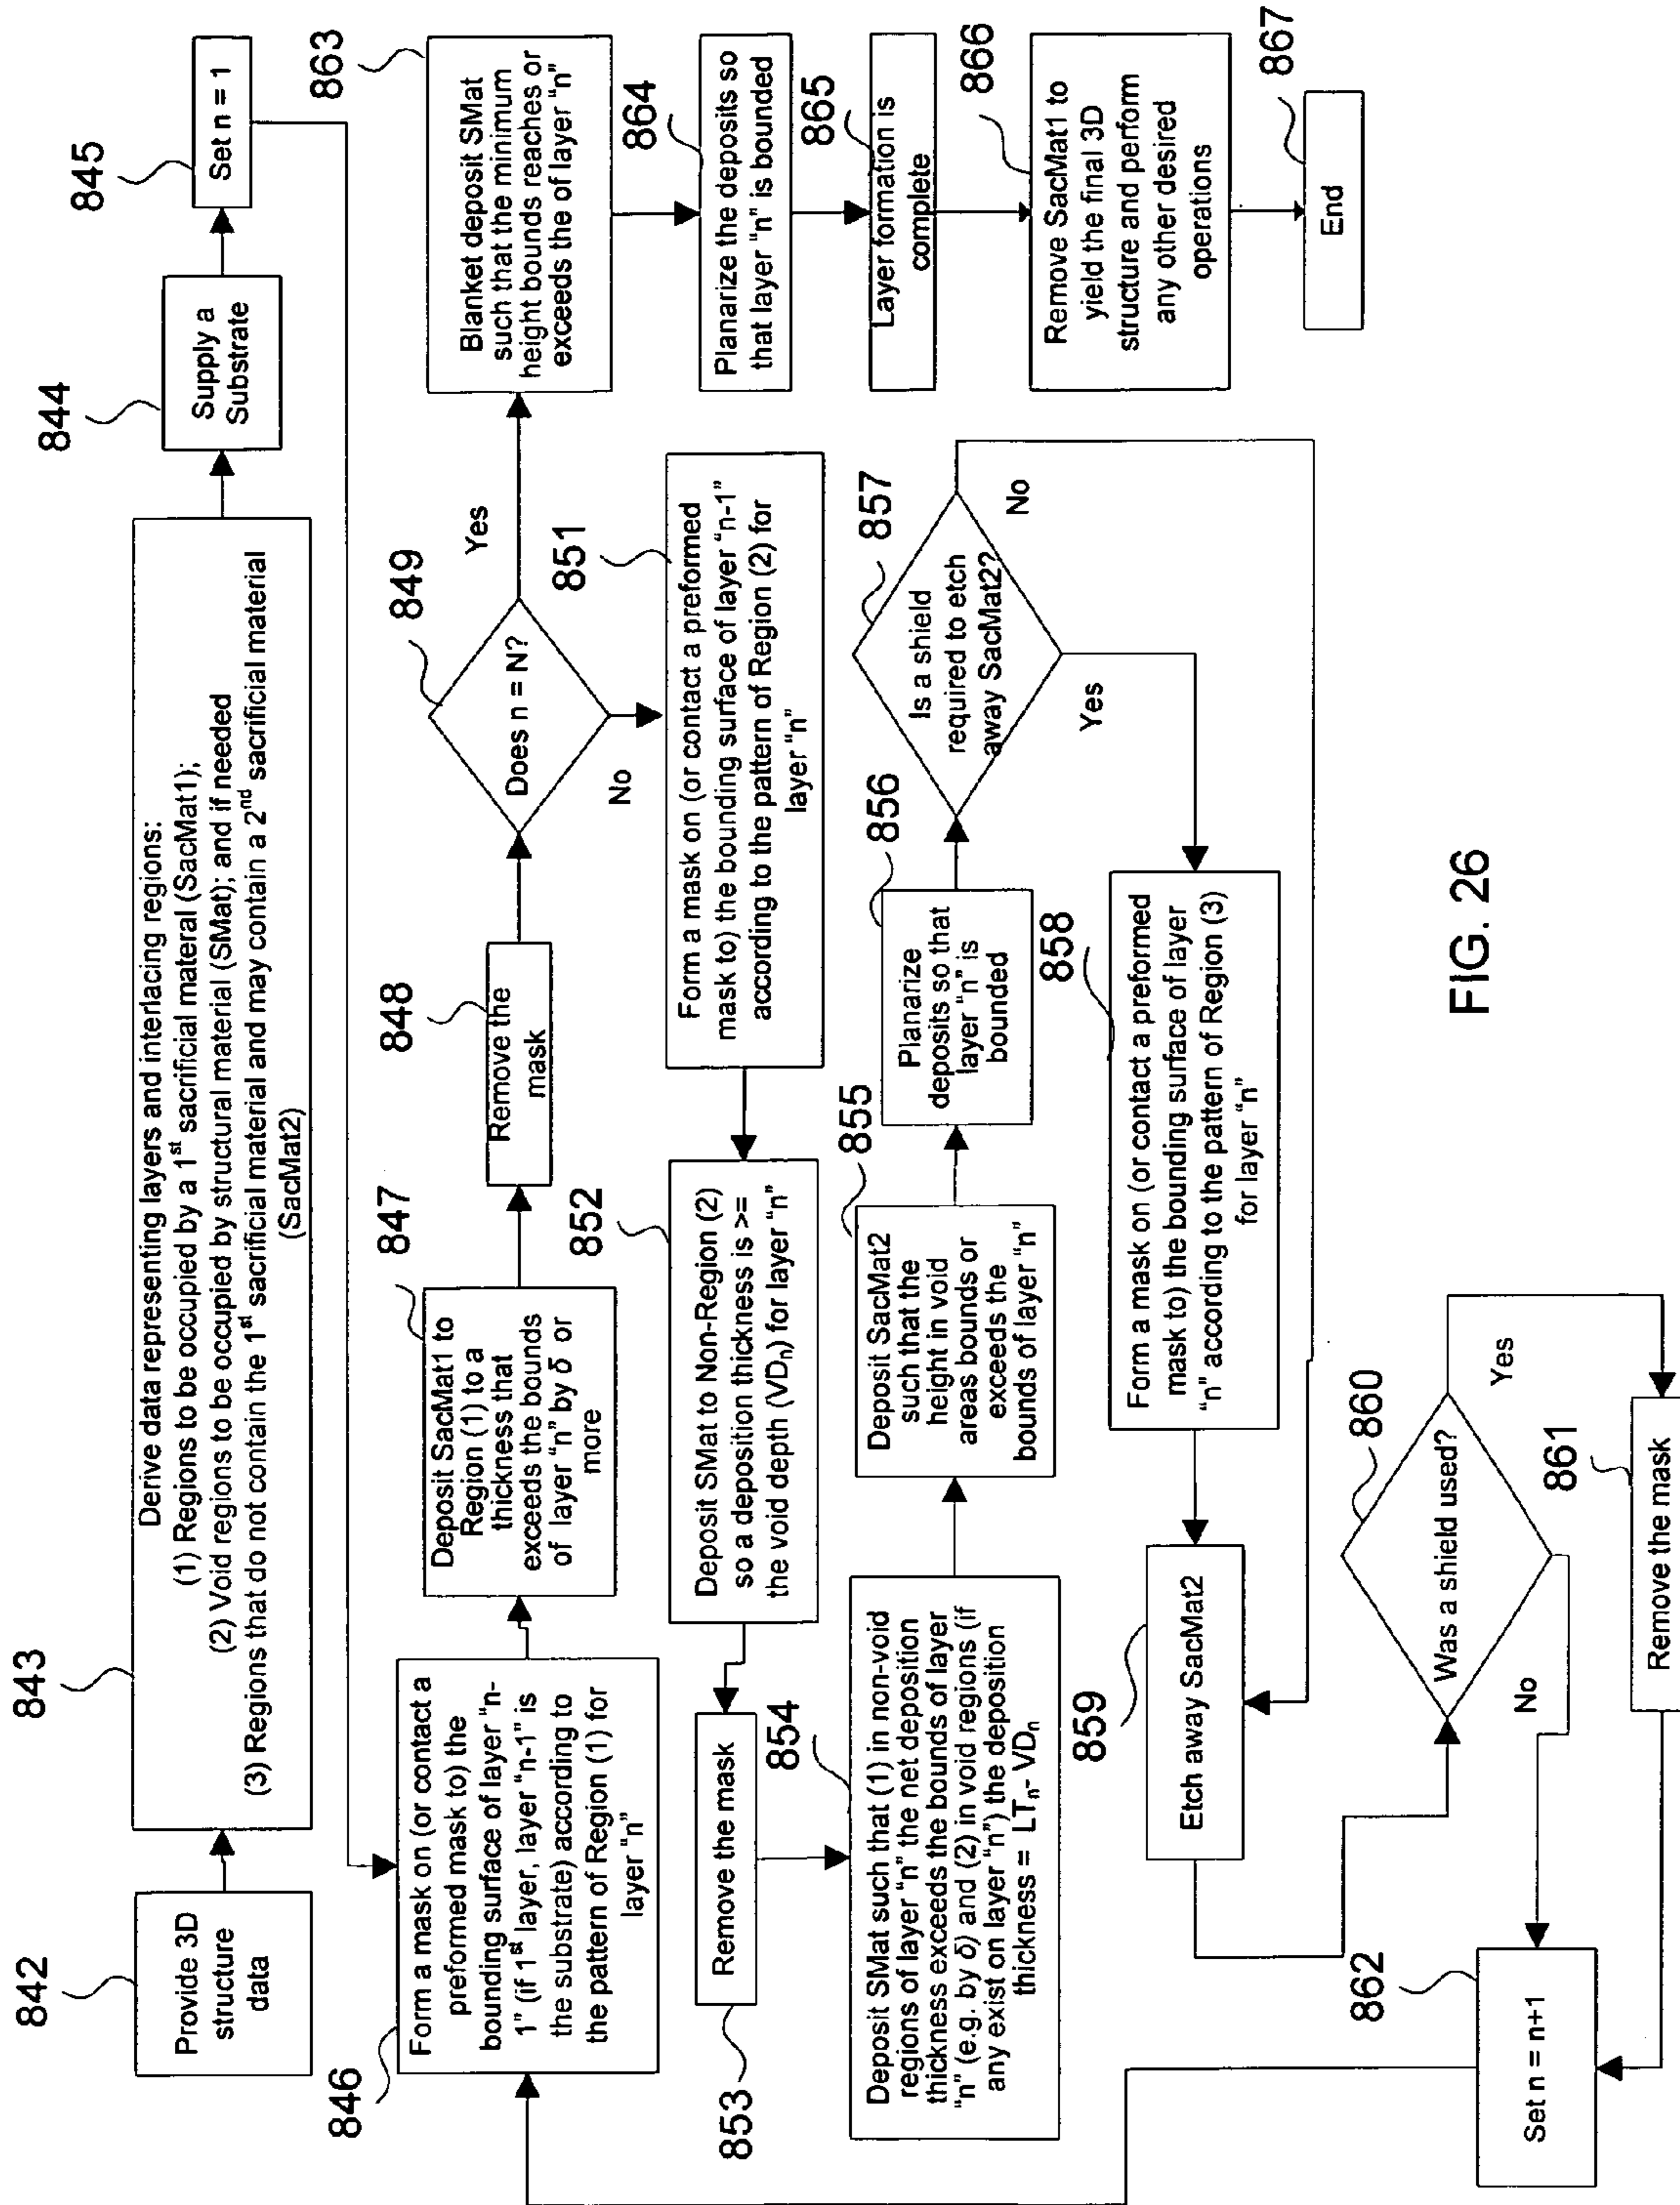 842
Provide 3D
structure
data
843
Derive data representing layers and interlacing regions:
(1) Regions to be occupied by a 1st sacrificial materal (SacMat1);
(2) Void regions to be occupied by structural material (SMat); and if needed
(3) Regions that do not contain the 1st sacrificial material and may contain a 2nd sacrificial material
(SacMat2)
844
Supply a
Substrate
845
Set n = 1
846
Form a mask on (or contact a
preformed mask to) the
bounding surface of layer "n-
1" (if 1st layer, layer "n-1" is
the substrate) according to
the pattern of Region (1) for
layer "n"
847
Deposit SacMat1 to
Region (1) to a
thickness that
exceeds the bounds
of layer "n" by δ or
more
848
Remove the
mask
849
Does n = N?
Yes
No
863
Blanket deposit SMat
such that the minimum
height bounds reaches or
exceeds the of layer "n"
864
Planarize the deposits so
that layer "n" is bounded
865
Layer formation is
complete
866
Remove SacMat1 to
yield the final 3D
structure and perform
any other desired
operations
867
End
851
Form a mask on (or contact a preformed
mask to) the bounding surface of layer "n-1"
according to the pattern of Region (2) for
layer "n"
852
Deposit SMat to Non-Region (2)
so a deposition thickness is >=
the void depth (VDn) for layer "n"
853
Remove the mask
854
Deposit SMat such that (1) in non-void
regions of layer "n" the net deposition
thickness exceeds the bounds of layer
"n" (e.g. by δ) and (2) in void regions (if
any exist on layer "n") the deposition
thickness = LTn- VDn
855
Deposit SacMat2
such that the
height in void
areas bounds or
exceeds the
bounds of layer "n"
856
Planarize
deposits so that
layer "n" is
bounded
857
Is a shield
required to etch
away SacMat2?
No
Yes
858
Form a mask on (or contact a preformed
mask to) the bounding surface of layer
"n" according to the pattern of Region (3)
for layer "n"
859
Etch away SacMat2
860
Was a shield used?
Yes
No
861
Remove the mask
862
Set n = n+1
FIG. 26